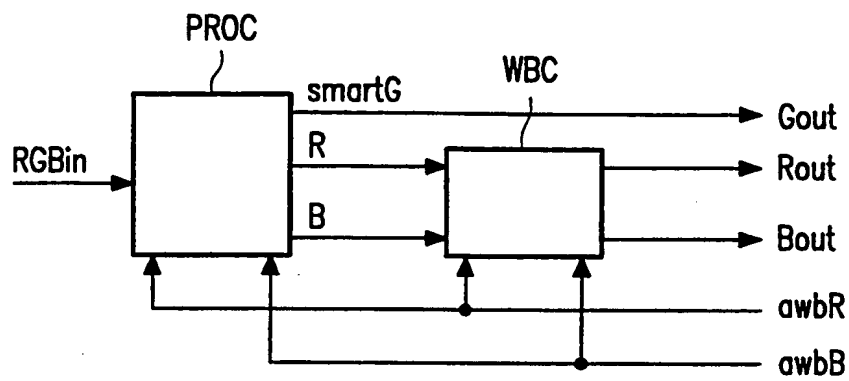 PROC
WBC
smartG
Gout
RGBin
R
Rout
B
Bout
awbR
awbB